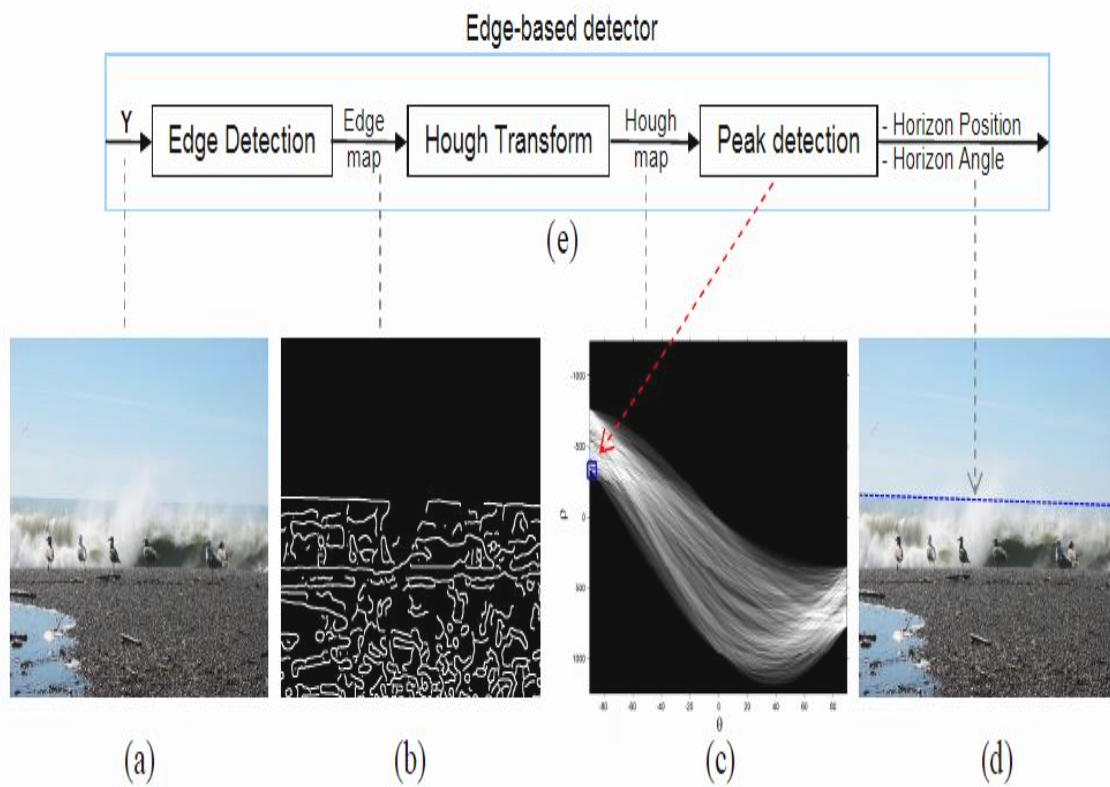 Edge-based detector
Y
Edge Detection
Edge
map
Hough Transform
Hough
map
Peak detection
- Horizon Position
- Horizon Angle
(e)
-1000
-500
0
500
1000
ρ
-80 -60 -40 -20 0 20 40 60 80
θ
(a) (b) (c) (d)